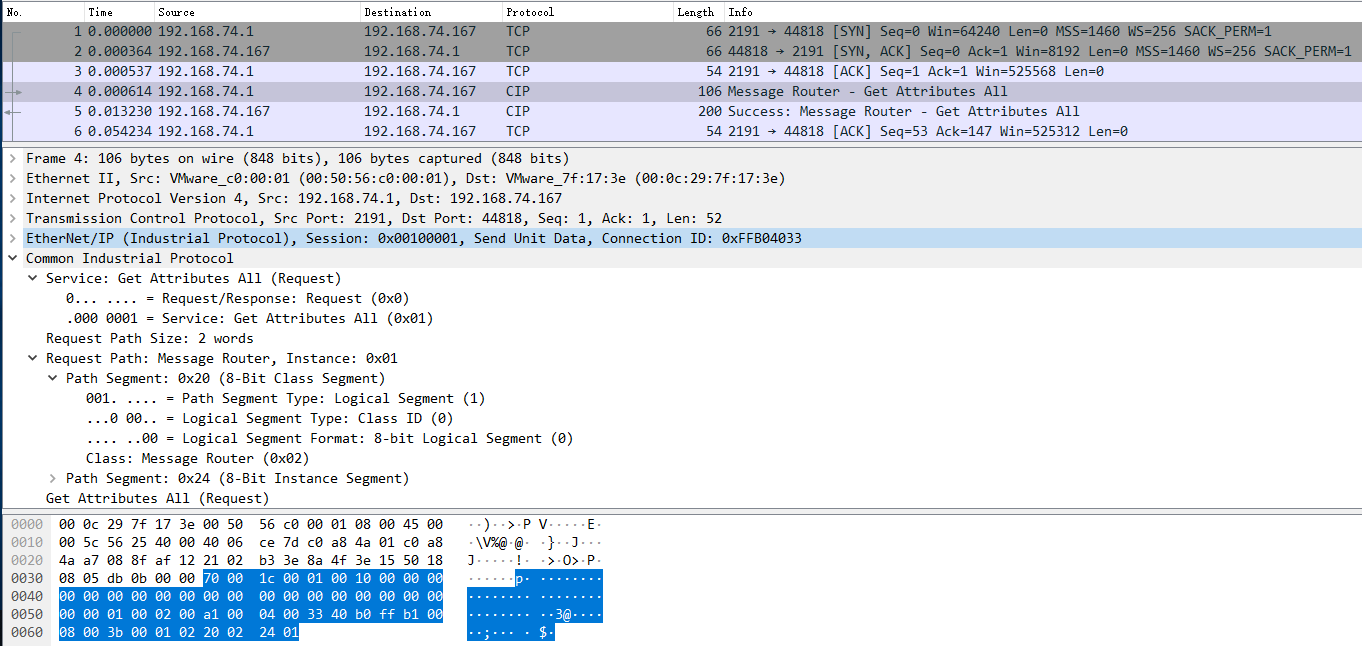 No. Time Source Destination Protocol Length Info
1 0.000000 192.168.74.1 192.168.74.167 TCP 66 2191 → 44818 [SYN] Seq=0 Win=64240 Len=0 MSS=1460 WS=256 SACK_PERM=1
2 0.000364 192.168.74.167 192.168.74.1 TCP 66 44818 → 2191 [SYN, ACK] Seq=0 Ack=1 Win=8192 Len=0 MSS=1460 WS=256 SACK_PERM=1
3 0.000537 192.168.74.1 192.168.74.167 TCP 54 2191 → 44818 [ACK] Seq=1 Ack=1 Win=525568 Len=0
4 0.000614 192.168.74.1 192.168.74.167 CIP 106 Message Router - Get Attributes All
5 0.013230 192.168.74.167 192.168.74.1 CIP 200 Success: Message Router - Get Attributes All
6 0.054234 192.168.74.1 192.168.74.167 TCP 54 2191 → 44818 [ACK] Seq=53 Ack=147 Win=525312 Len=0
Frame 4: 106 bytes on wire (848 bits), 106 bytes captured (848 bits)
Ethernet II, Src: VMware_c0:00:01 (00:50:56:c0:00:01), Dst: VMware_7f:17:3e (00:0c:29:7f:17:3e)
Internet Protocol Version 4, Src: 192.168.74.1, Dst: 192.168.74.167
Transmission Control Protocol, Src Port: 2191, Dst Port: 44818, Seq: 1, Ack: 1, Len: 52
EtherNet/IP (Industrial Protocol), Session: 0x00100001, Send Unit Data, Connection ID: 0xFFB04033
Common Industrial Protocol
Service: Get Attributes All (Request)
0... .... = Request/Response: Request (0x0)
.000 0001 = Service: Get Attributes All (0x01)
Request Path Size: 2 words
Request Path: Message Router, Instance: 0x01
Path Segment: 0x20 (8-Bit Class Segment)
001. .... = Path Segment Type: Logical Segment (1)
...0 00.. = Logical Segment Type: Class ID (0)
.... ..00 = Logical Segment Format: 8-bit Logical Segment (0)
Class: Message Router (0x02)
Path Segment: 0x24 (8-Bit Instance Segment)
Get Attributes All (Request)
0000 00 0c 29 7f 17 3e 00 50 56 c0 00 01 08 00 45 00 ··)··>·P V·····E·
0010 00 5c 56 25 40 00 40 06 ce 7d c0 a8 4a 01 c0 a8 ·\V%@·@· ·}··J···
0020 4a a7 08 8f af 12 21 02 b3 3e 8a 4f 3e 15 50 18 J·····!· ·>·O>·P·
0030 08 05 db 0b 00 00 70 00 1c 00 01 00 10 00 00 00 ······p· ········
0040 00 00 00 00 00 00 00 00 00 00 00 00 00 00 00 00 ········ ········
0050 00 00 01 00 02 00 a1 00 04 00 33 40 b0 ff b1 00 ········ ··3@····
0060 08 00 3b 00 01 02 20 02 24 01 ··;··· · $·